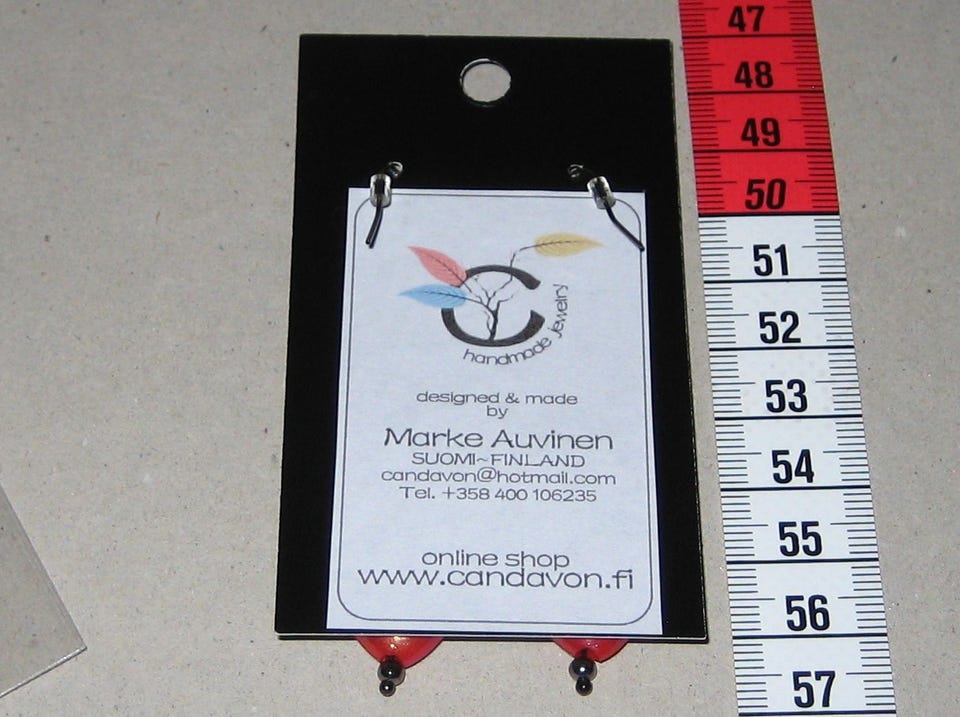 handmade jewelry
designed & made
by
Marke Auvinen
SUOMI~FINLAND
candavon@hotmail.com
Tel. +358 400 106235
online shop
www.candavon.fi
47
48
49
50
51
52
53
54
55
56
57